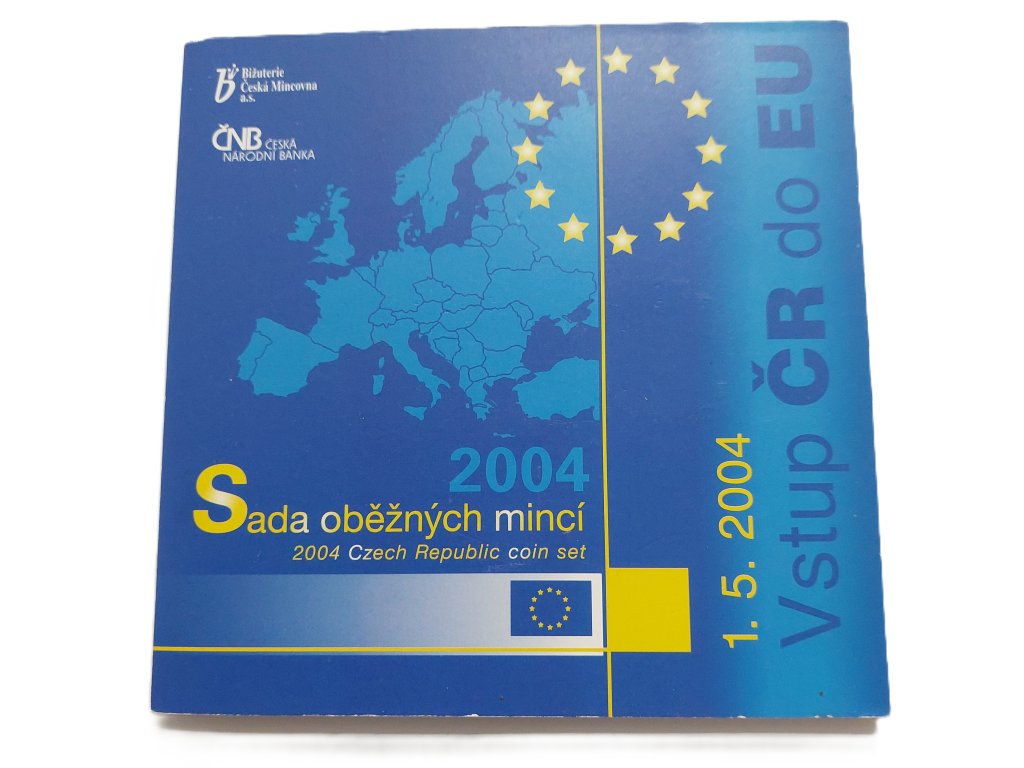 Bižuterie
Česká Mincovna
a.s.
ČNB ČESKÁ
NÁRODNÍ BANKA
2004
Sada oběžných mincí
2004 Czech Republic coin set
1. 5. 2004
Vstup ČR do EU